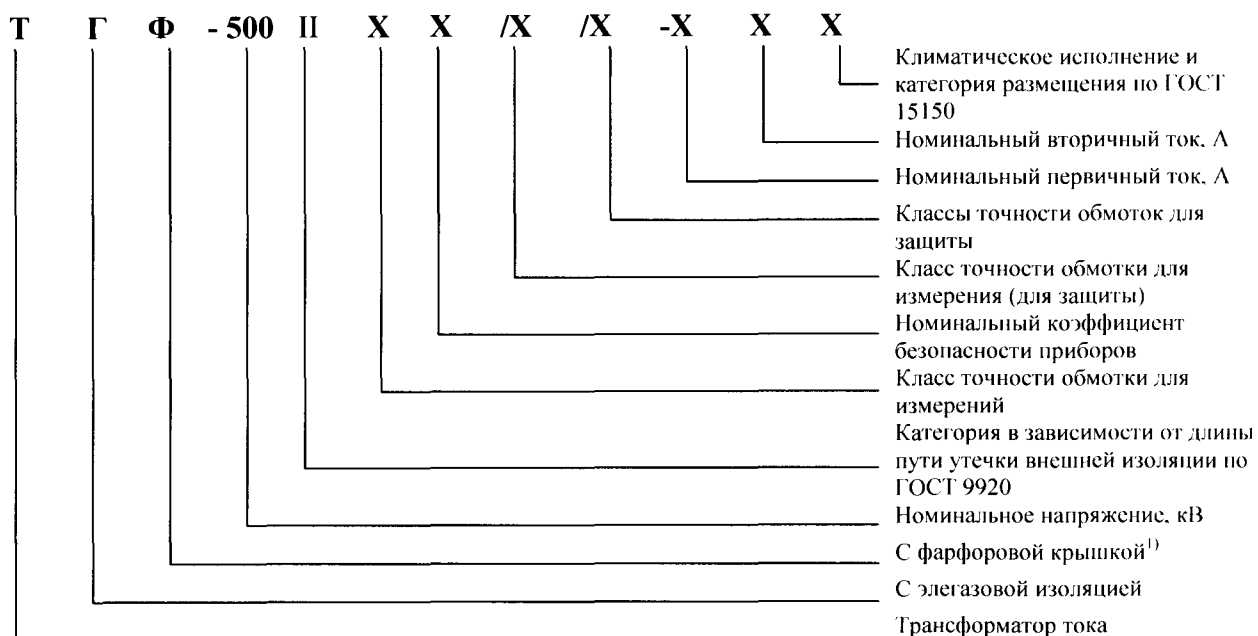 Т Г Ф - 500 II Х Х /Х /Х -Х Х Х
Климатическое исполнение и
категория размещения по ГОСТ
15150
Номинальный вторичный ток, А
Номинальный первичный ток, А
Классы точности обмоток для
защиты
Класс точности обмотки для
измерения (для защиты)
Номинальный коэффициент
безопасности приборов
Класс точности обмотки для
измерений
Категория в зависимости от длины
пути утечки внешней изоляции по
ГОСТ 9920
Номинальное напряжение, кВ
С фарфоровой крышкой1)
С элегазовой изоляцией
Трансформатор тока